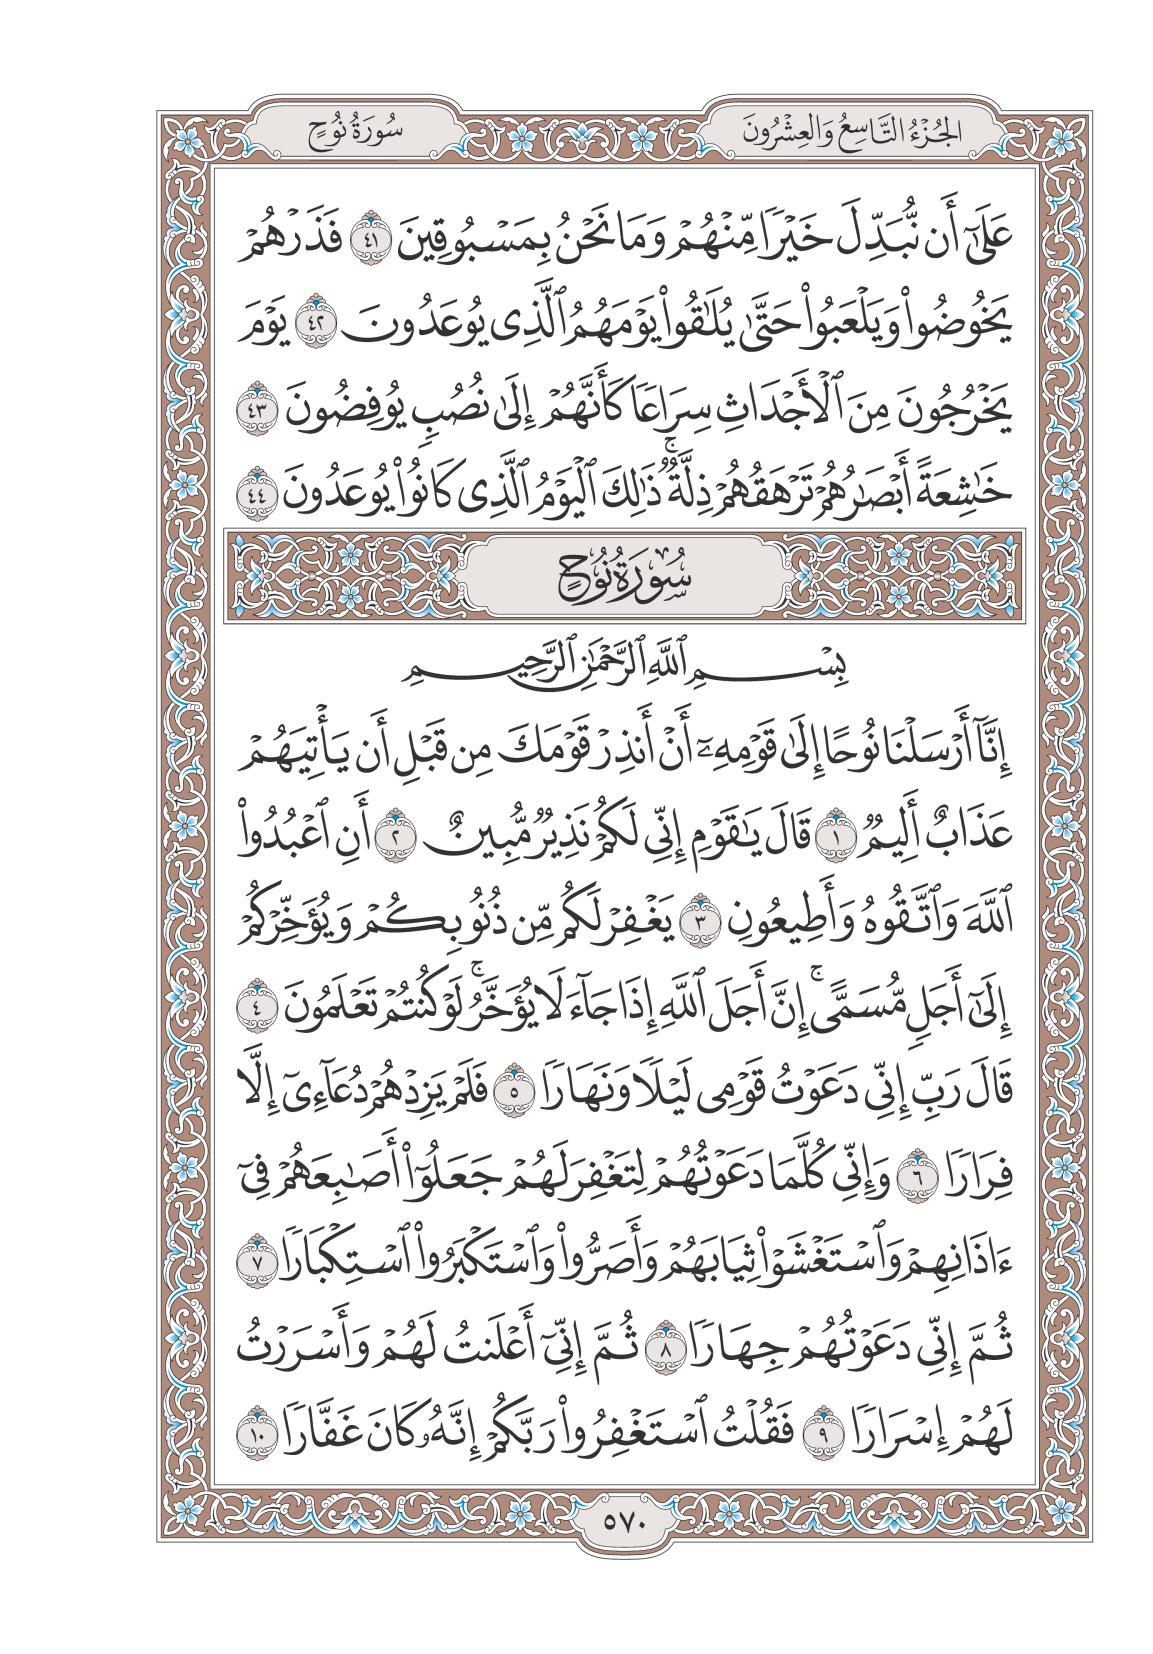 الجُزْءُ التَّاسِعُ وَالعِشْرُونَ
سُورَةُ نُوحٍ
عَلَىٰٓ أَن نُّبَدِّلَ خَيۡرٗا مِّنۡهُمۡ وَمَا نَحۡنُ بِمَسۡبُوقِينَ ٤١ فَذَرۡهُمۡ
يَخُوضُواْ وَيَلۡعَبُواْ حَتَّىٰ يُلَٰقُواْ يَوۡمَهُمُ ٱلَّذِي يُوعَدُونَ ٤٢ يَوۡمَ
يَخۡرُجُونَ مِنَ ٱلۡأَجۡدَاثِ سِرَاعٗا كَأَنَّهُمۡ إِلَىٰ نُصُبٖ يُوفِضُونَ ٤٣
خَٰشِعَةً أَبۡصَٰرُهُمۡ تَرۡهَقُهُمۡ ذِلَّةٞۚ ذَٰلِكَ ٱلۡيَوۡمُ ٱلَّذِي كَانُواْ يُوعَدُونَ ٤٤
سُورَةُ نُوحٍ
بِسۡمِ ٱللَّهِ ٱلرَّحۡمَٰنِ ٱلرَّحِيمِ
إِنَّآ أَرۡسَلۡنَا نُوحًا إِلَىٰ قَوۡمِهِۦٓ أَنۡ أَنذِرۡ قَوۡمَكَ مِن قَبۡلِ أَن يَأۡتِيَهُمۡ
عَذَابٌ أَلِيمٞ ١ قَالَ يَٰقَوۡمِ إِنِّي لَكُمۡ نَذِيرٞ مُّبِينٌ ٢ أَنِ ٱعۡبُدُواْ
ٱللَّهَ وَٱتَّقُوهُ وَأَطِيعُونِ ٣ يَغۡفِرۡ لَكُم مِّن ذُنُوبِكُمۡ وَيُؤَخِّرۡكُمۡ
إِلَىٰٓ أَجَلٖ مُّسَمًّىۚ إِنَّ أَجَلَ ٱللَّهِ إِذَا جَآءَ لَا يُؤَخَّرُۚ لَوۡ كُنتُمۡ تَعۡلَمُونَ ٤
قَالَ رَبِّ إِنِّي دَعَوۡتُ قَوۡمِي لَيۡلٗا وَنَهَارٗا ٥ فَلَمۡ يَزِدۡهُمۡ دُعَآءِيٓ إِلَّا
فِرَارٗا ٦ وَإِنِّي كُلَّمَا دَعَوۡتُهُمۡ لِتَغۡفِرَ لَهُمۡ جَعَلُوٓاْ أَصَٰبِعَهُمۡ فِيٓ
ءَاذَانِهِمۡ وَٱسۡتَغۡشَوۡاْ ثِيَابَهُمۡ وَأَصَرُّواْ وَٱسۡتَكۡبَرُواْ ٱسۡتِكۡبَارٗا ٧
ثُمَّ إِنِّي دَعَوۡتُهُمۡ جِهَارٗا ٨ ثُمَّ إِنِّيٓ أَعۡلَنتُ لَهُمۡ وَأَسۡرَرۡتُ
لَهُمۡ إِسۡرَارٗا ٩ فَقُلۡتُ ٱسۡتَغۡفِرُواْ رَبَّكُمۡ إِنَّهُۥ كَانَ غَفَّارٗا ١٠
٥٧٠